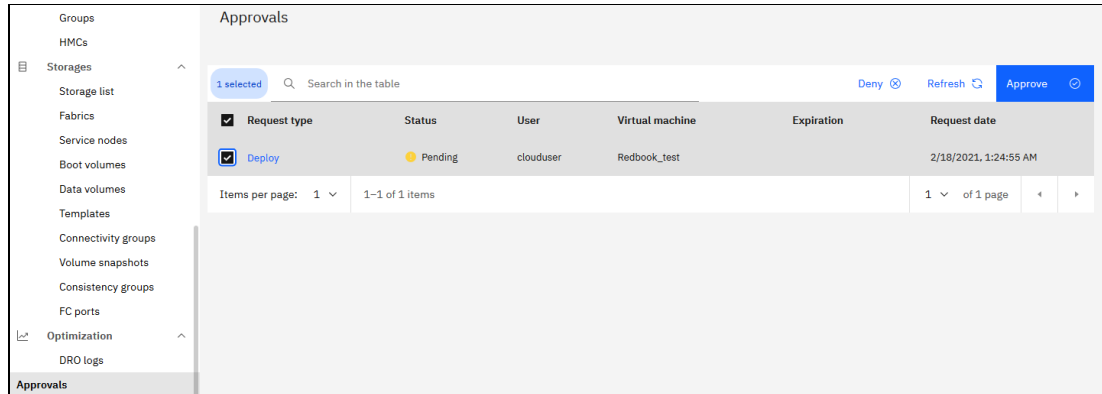 Groups
HMCs
Storages
Storage list
Fabrics
Service nodes
Boot volumes
Data volumes
Templates
Connectivity groups
Volume snapshots
Consistency groups
FC ports
Optimization
DRO logs
Approvals
Approvals
1 selected Search in the table Deny Refresh Approve
Request type Status User Virtual machine Expiration Request date
Deploy Pending clouduser Redbook_test 2/18/2021, 1:24:55 AM
Items per page: 1 1–1 of 1 items 1 of 1 page